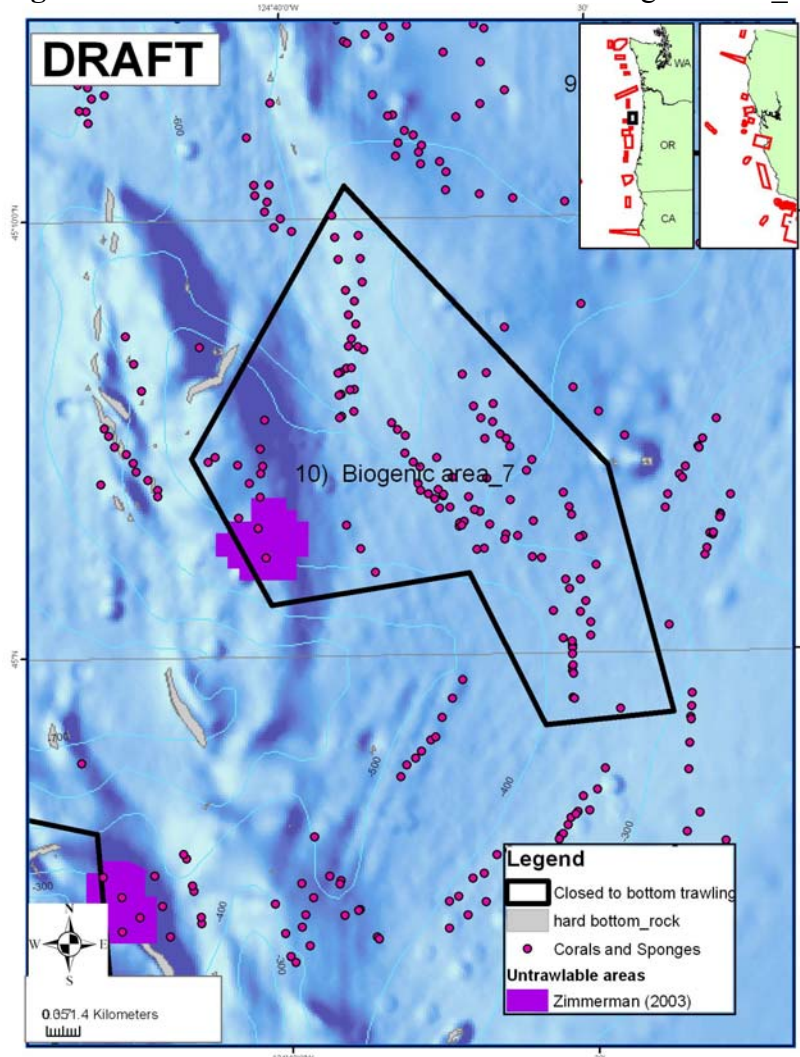 124°40'0"W
30'
DRAFT
9
WA
OR
CA
-600
45°10'0"N
10) Biogenic area_7
45°N
-700
-500
-400
-300
-300
-400
-300
Legend
Closed to bottom trawling
hard bottom_rock
Corals and Sponges
Untrawlable areas
Zimmerman (2003)
N
W E
S
1.4 Kilometers